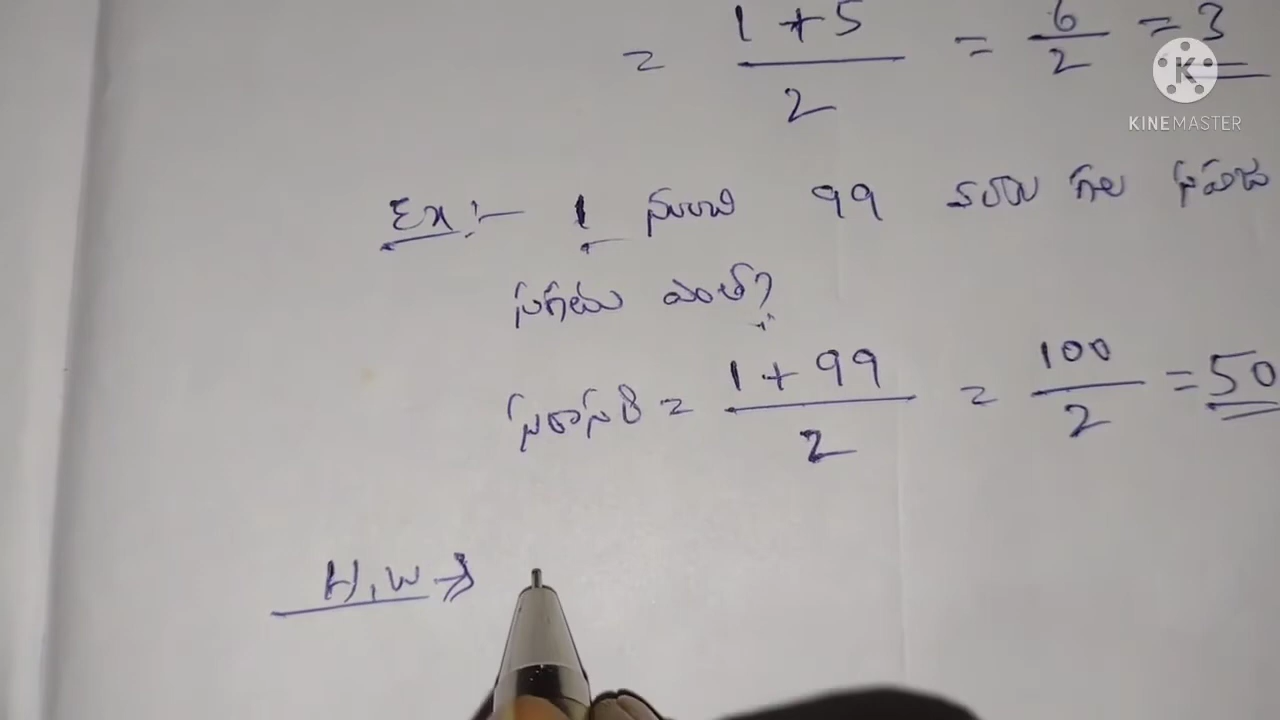 = 1 + 5 / 2 = 6 / 2 = 3
K
KINEMASTER
Ex:- 1 నుంచి 99 వరకు గల సహజ
సగటు ఎంత?
సరాసరి = 1 + 99 / 2 = 100 / 2 = 50
H.W →